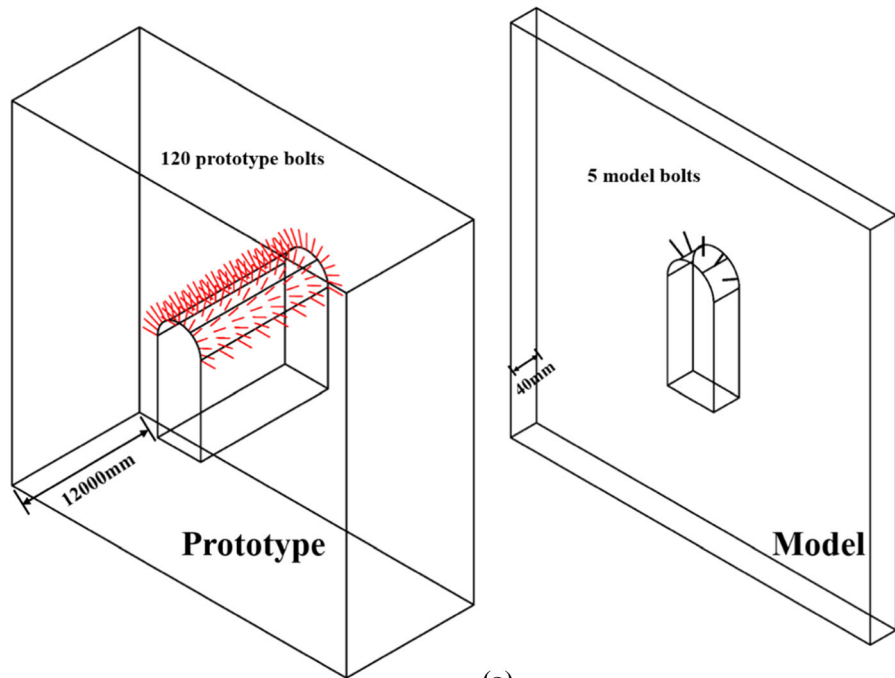 120 prototype bolts
5 model bolts
12000mm
40mm
Prototype
Model